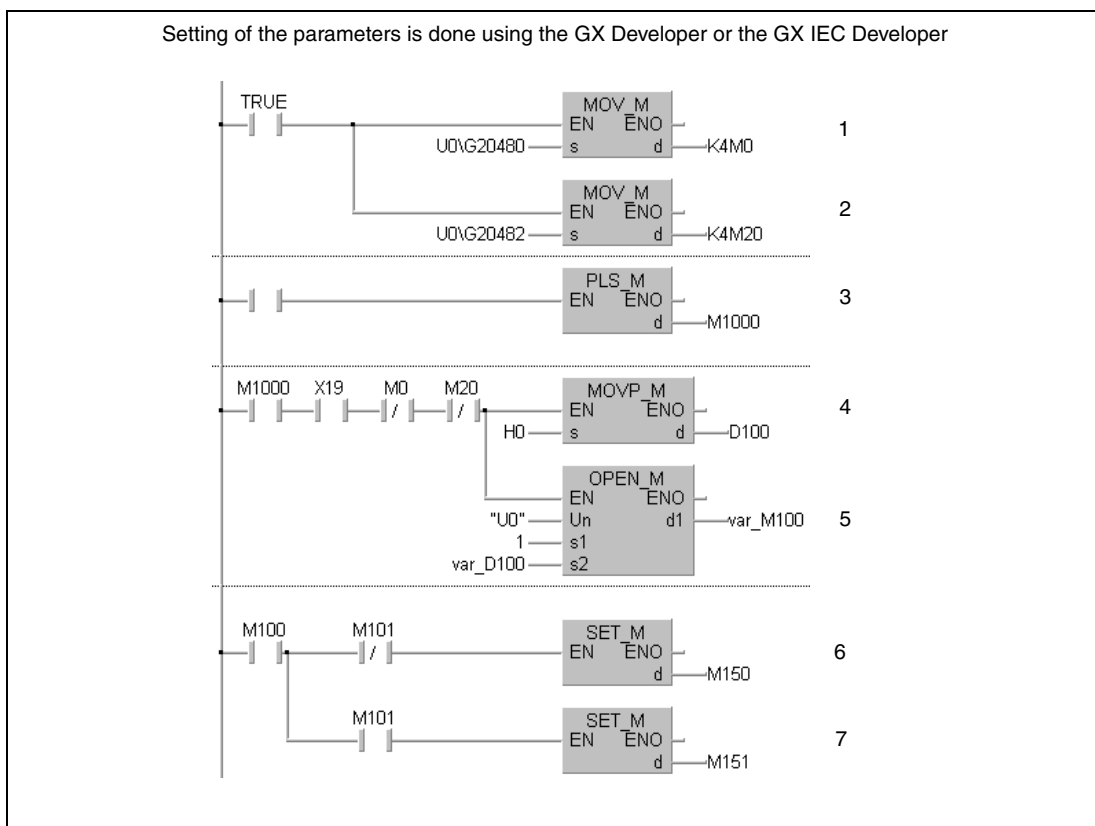 Setting of the parameters is done using the GX Developer or the GX IEC Developer
TRUE
MOV_M
EN ENO
1
U0\G20480 s d K4M0
MOV_M
EN ENO
2
U0\G20482 s d K4M20
PLS_M
EN ENO
3
d M1000
M1000 X19 M0 M20
MOVP_M
EN ENO
4
H0 s d D100
OPEN_M
EN ENO
"U0" Un d1 var_M100 5
1 s1
var_D100 s2
M100 M101
SET_M
EN ENO
6
d M150
M101
SET_M
EN ENO
7
d M151